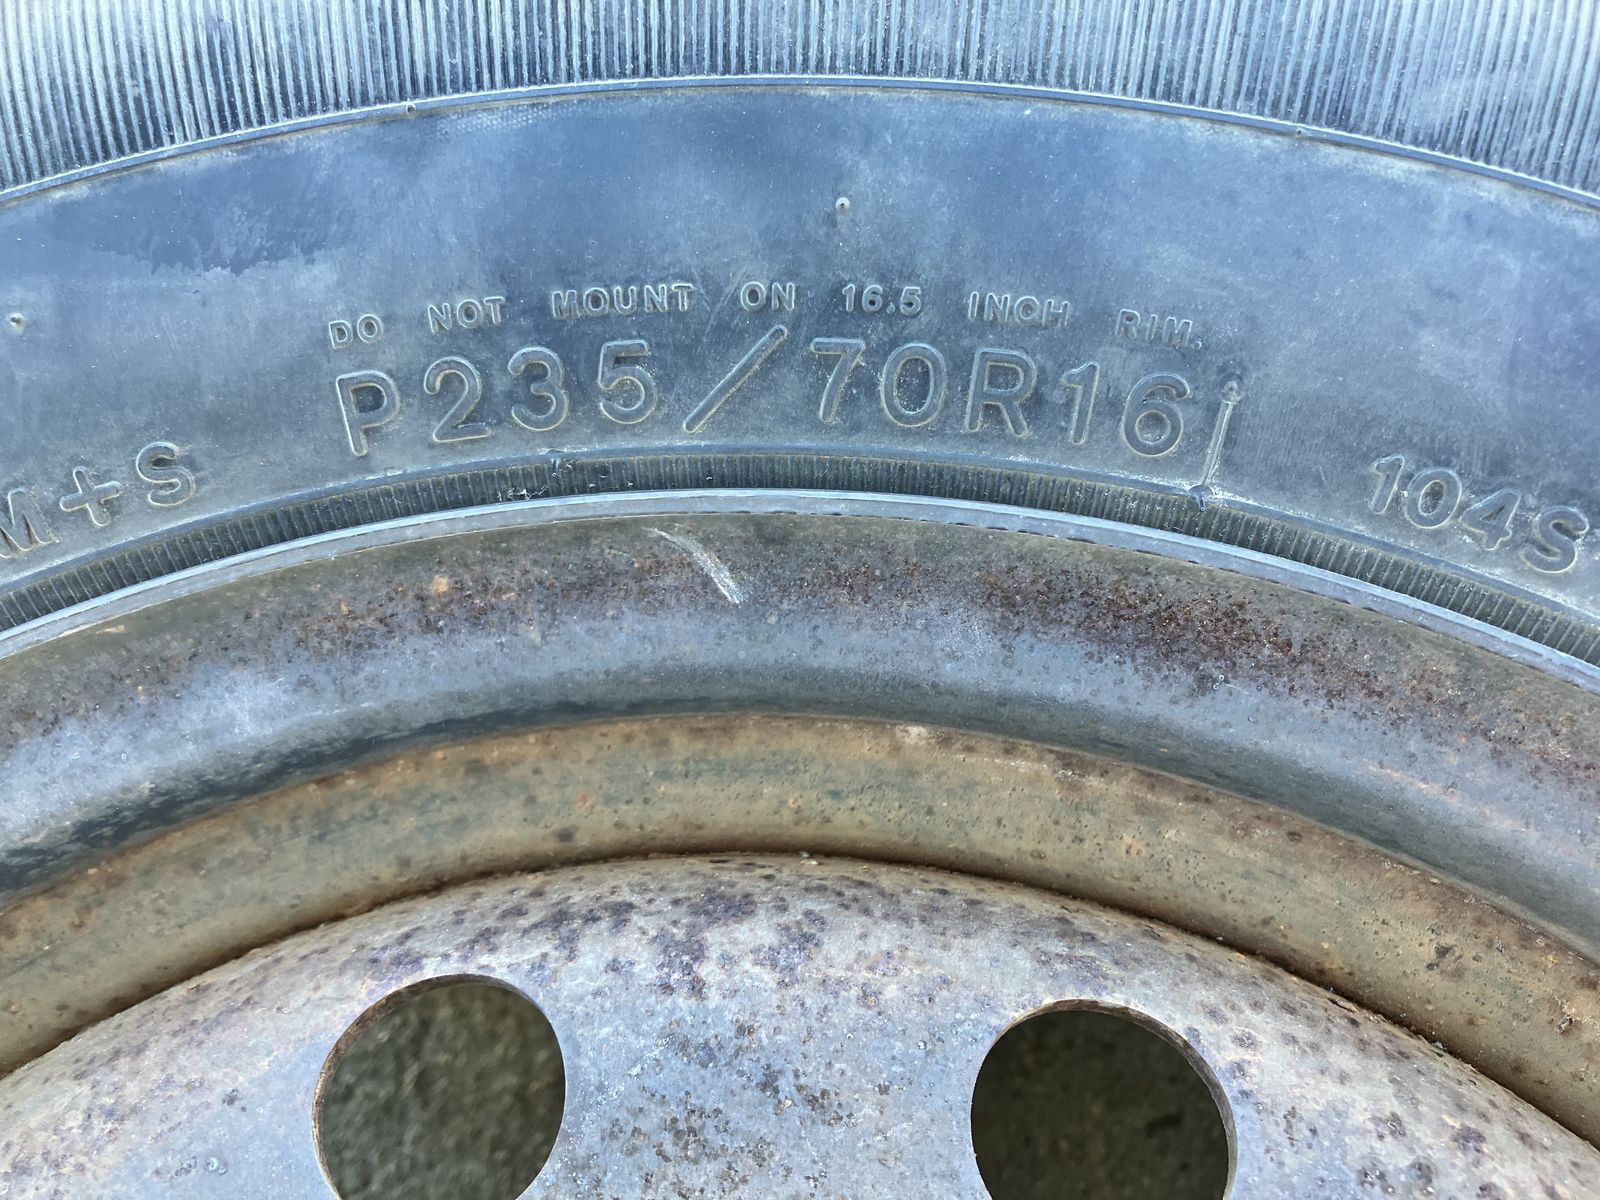 DO NOT MOUNT ON 16.5 INCH RIM.
M+S P235/70R16 104S